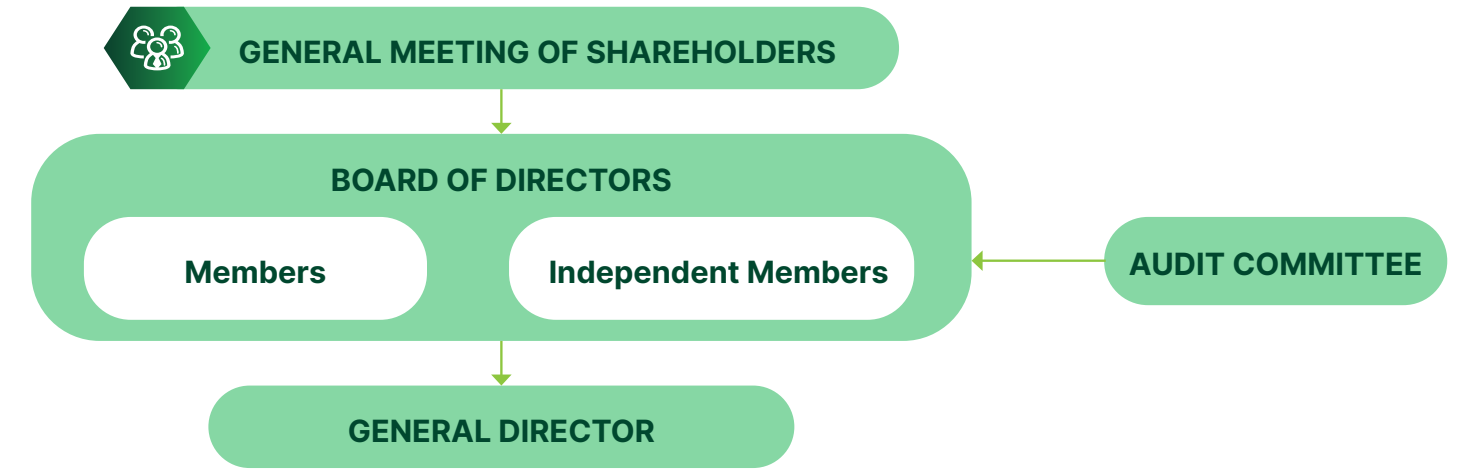 GENERAL MEETING OF SHAREHOLDERS
BOARD OF DIRECTORS
Members
Independent Members
AUDIT COMMITTEE
GENERAL DIRECTOR